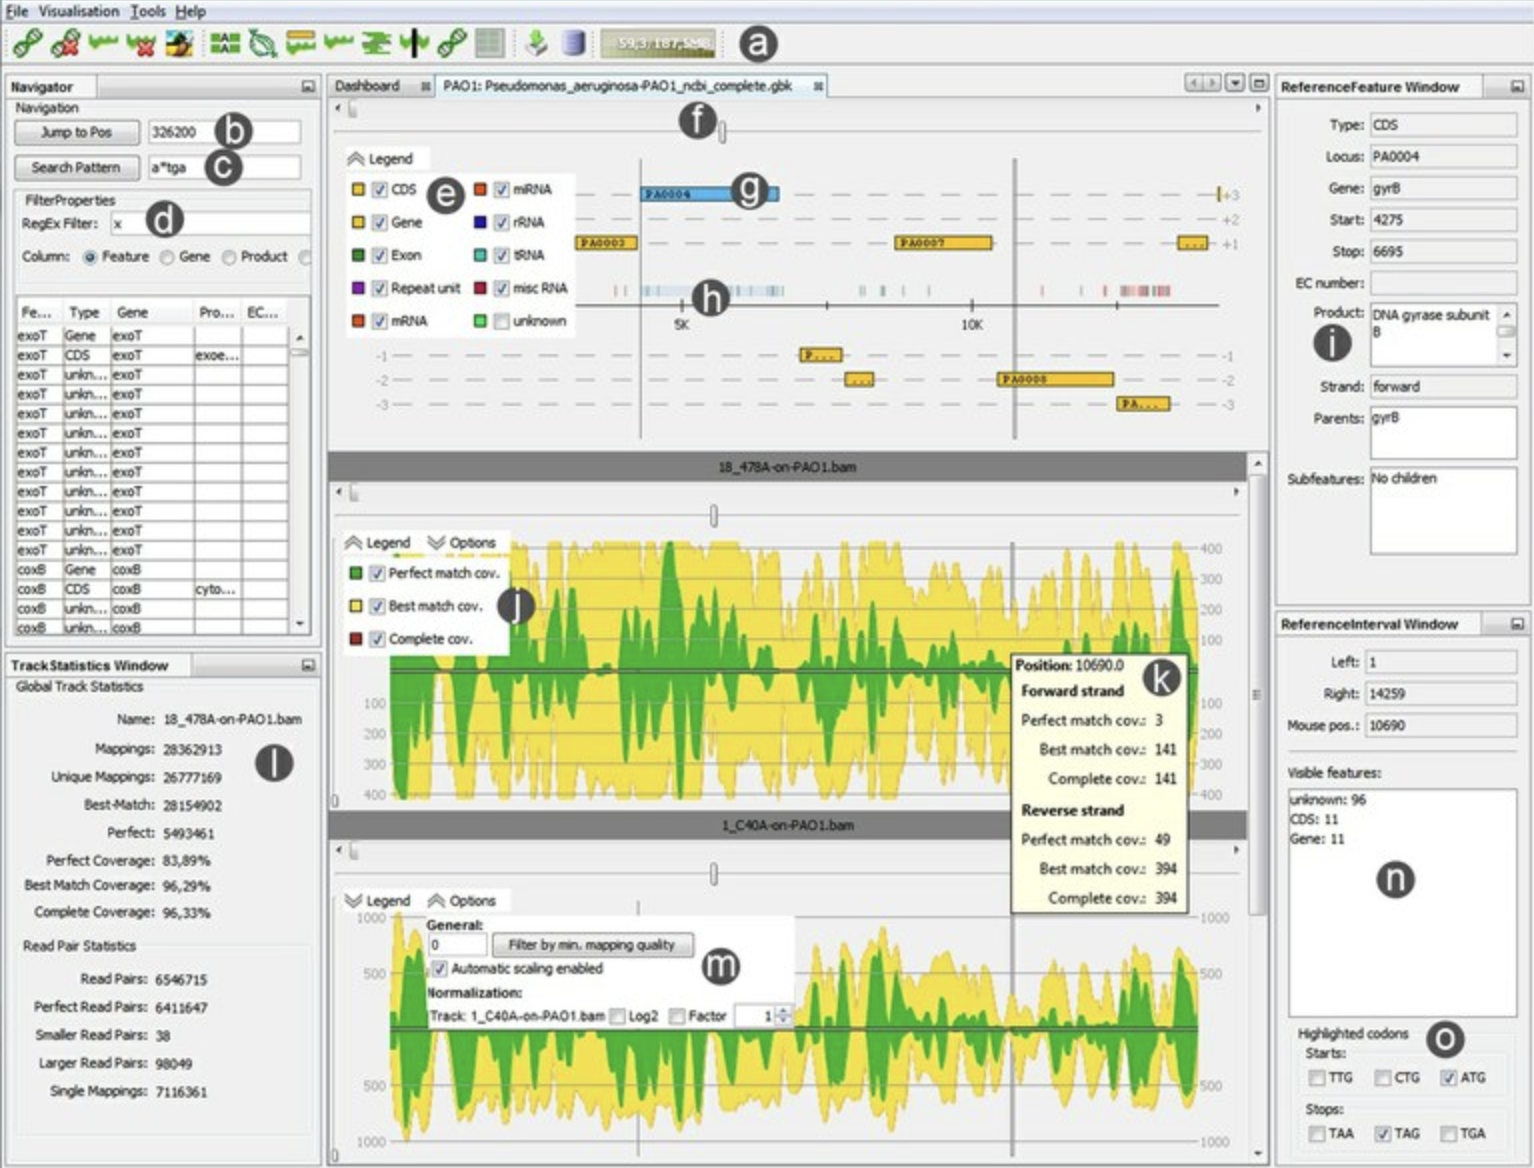 File Visualisation Tools Help
59,3/187,5MB
a
Navigator
Navigation
Jump to Pos 326200 b
Search Pattern a*tga c
FilterProperties
RegEx Filter: x d
Column: Feature Gene Product
Fe... Type Gene Pro... EC...
exoT Gene exoT
exoT CDS exoT exoe...
exoT unkn... exoT
exoT unkn... exoT
exoT unkn... exoT
exoT unkn... exoT
exoT unkn... exoT
exoT unkn... exoT
exoT unkn... exoT
exoT unkn... exoT
exoT unkn... exoT
exoT unkn... exoT
coxB Gene coxB
coxB CDS coxB cyto...
coxB unkn... coxB
coxB unkn... coxB
TrackStatistics Window
Global Track Statistics
Name: 18_478A-on-PAO1.bam
Mappings: 28362913
Unique Mappings: 26777169
l
Best-Match: 28154902
Perfect: 5493461
Perfect Coverage: 83,89%
Best Match Coverage: 96,29%
Complete Coverage: 96,33%
Read Pair Statistics
Read Pairs: 6546715
Perfect Read Pairs: 6411647
Smaller Read Pairs: 38
Larger Read Pairs: 98049
Single Mappings: 7116361
Dashboard PAO1: Pseudomonas_aeruginosa-PAO1_ncbi_complete.gbk
f
Legend
CDS e miRNA
Gene rRNA
Exon tRNA
Repeat unit misc RNA
mRNA unknown
PA0004 g +3
+2
PA0003 PA0007 ... +1
h
5K 10K
-1 P... -1
-2 ... PA0008 -2
-3 PA... -3
18_478A-on-PAO1.bam
Legend Options
Perfect match cov.
Best match cov. j
Complete cov.
400
300
200
100
100 100
200 200
300 300
400 400
Position: 10690.0 k
Forward strand
Perfect match cov.: 3
Best match cov.: 141
Complete cov.: 141
Reverse strand
Perfect match cov.: 49
Best match cov.: 394
Complete cov.: 394
1_C40A-on-PAO1.bam
Legend Options
1000 1000
General:
0 Filter by min. mapping quality m
500 500
Automatic scaling enabled
Normalization:
Track: 1_C40A-on-PAO1.bam Log2 Factor 1
500 500
1000 1000
ReferenceFeature Window
Type: CDS
Locus: PA0004
Gene: gyrB
Start: 4275
Stop: 6695
EC number:
Product: DNA gyrase subunit
B
i
Strand: forward
Parents: gyrB
Subfeatures: No children
ReferenceInterval Window
Left: 1
Right: 14259
Mouse pos.: 10690
Visible features:
unknown: 96
CDS: 11
Gene: 11
n
Highlighted codons o
Starts:
TTG CTG ATG
Stops:
TAA TAG TGA